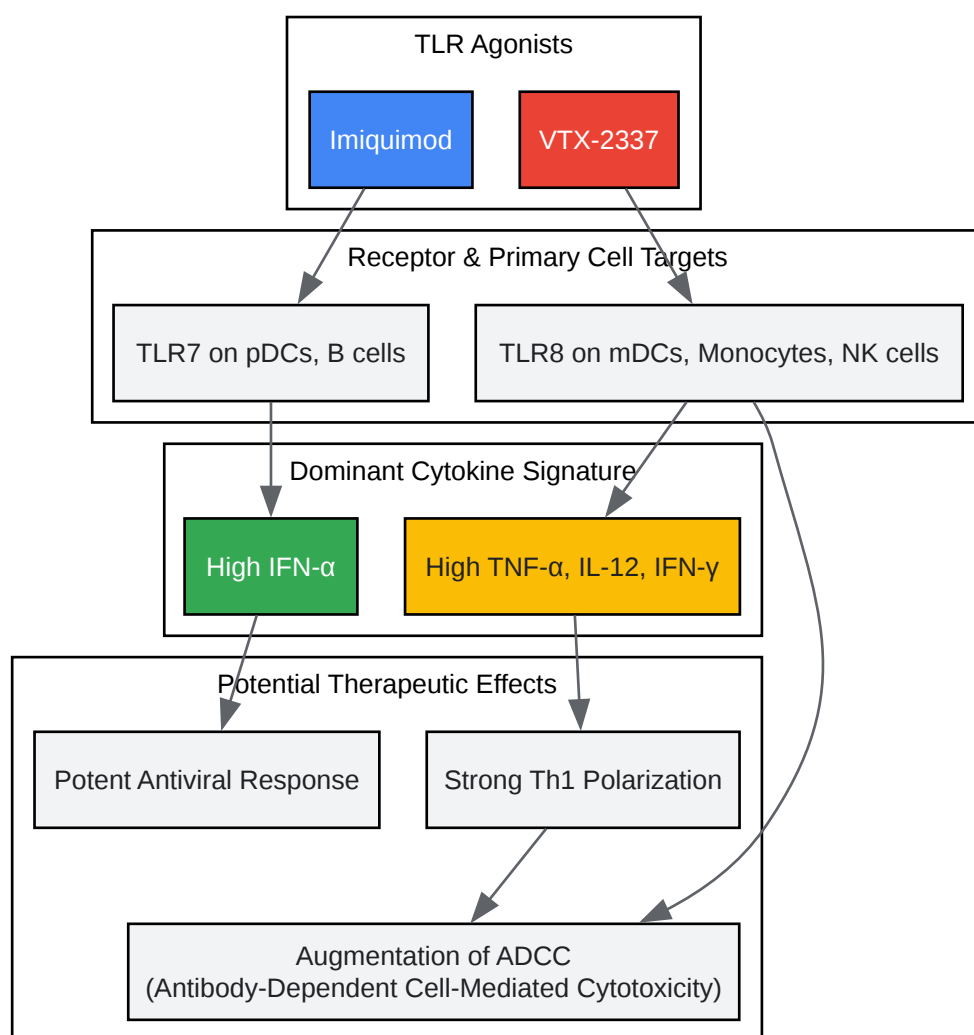 TLR Agonists
Imiquimod
VTX-2337
Receptor & Primary Cell Targets
TLR7 on pDCs, B cells
TLR8 on mDCs, Monocytes, NK cells
Dominant Cytokine Signature
High IFN-α
High TNF-α, IL-12, IFN-γ
Potential Therapeutic Effects
Potent Antiviral Response
Strong Th1 Polarization
Augmentation of ADCC
(Antibody-Dependent Cell-Mediated Cytotoxicity)